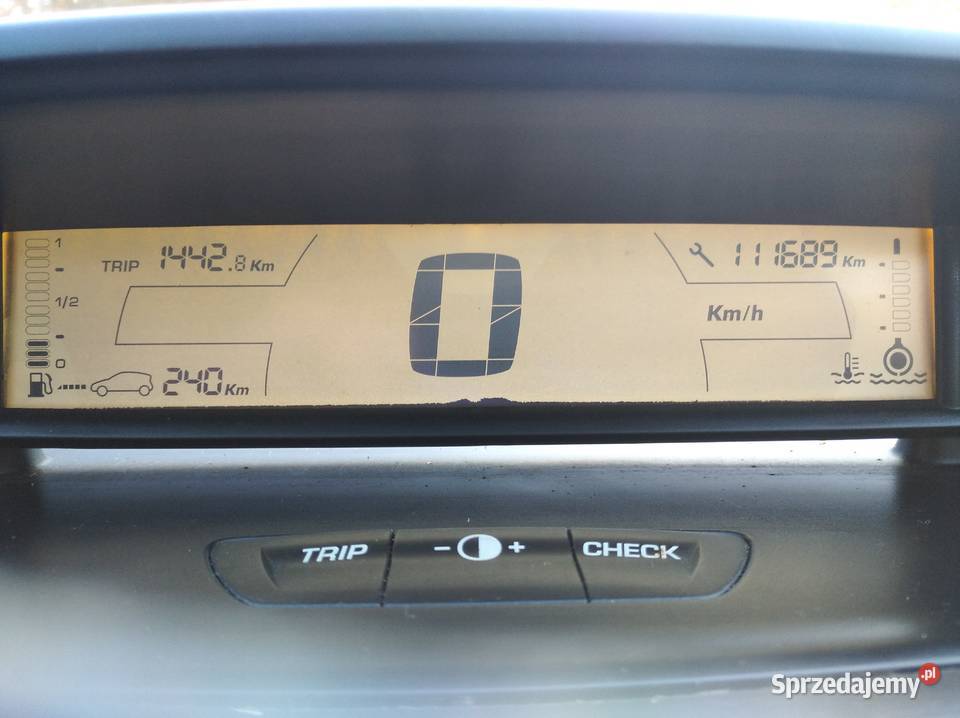 1
TRIP 1442.8 Km
111689 Km
1/2
Km/h
0
0
240 Km
TRIP - + CHECK
Sprzedajemy.pl